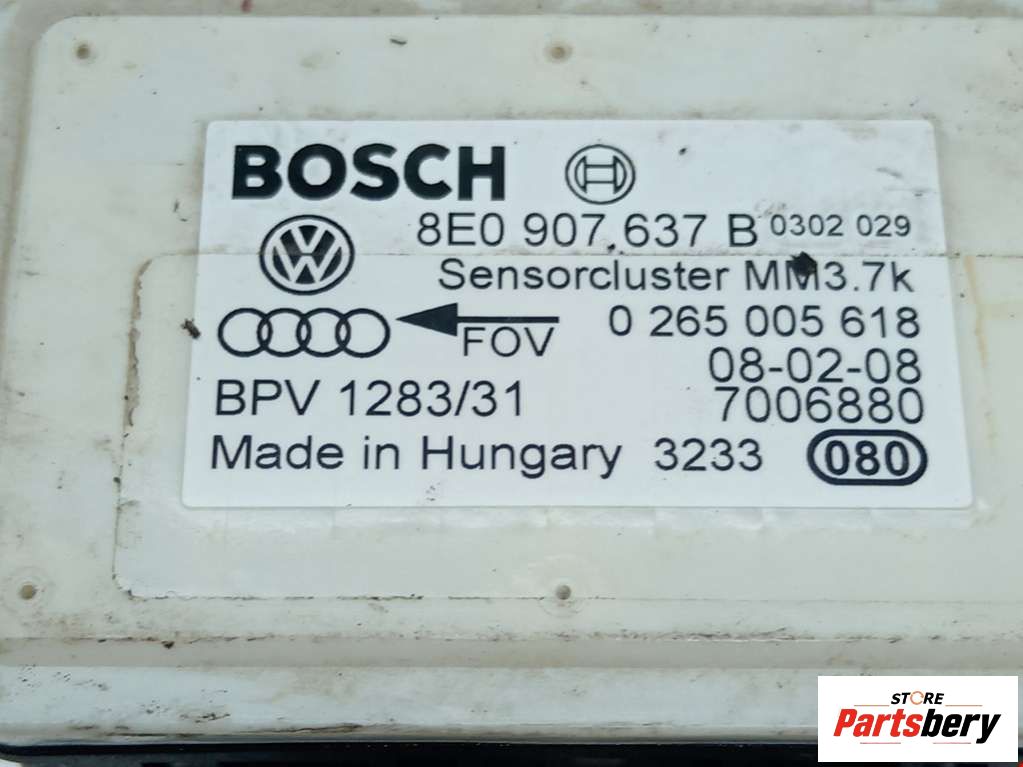 BOSCH
8E0 907 637 B 0302 029
Sensorcluster MM3.7k
FOV
0 265 005 618
08-02-08
BPV 1283/31
7006880
Made in Hungary 3233 080
STORE
Partsbery